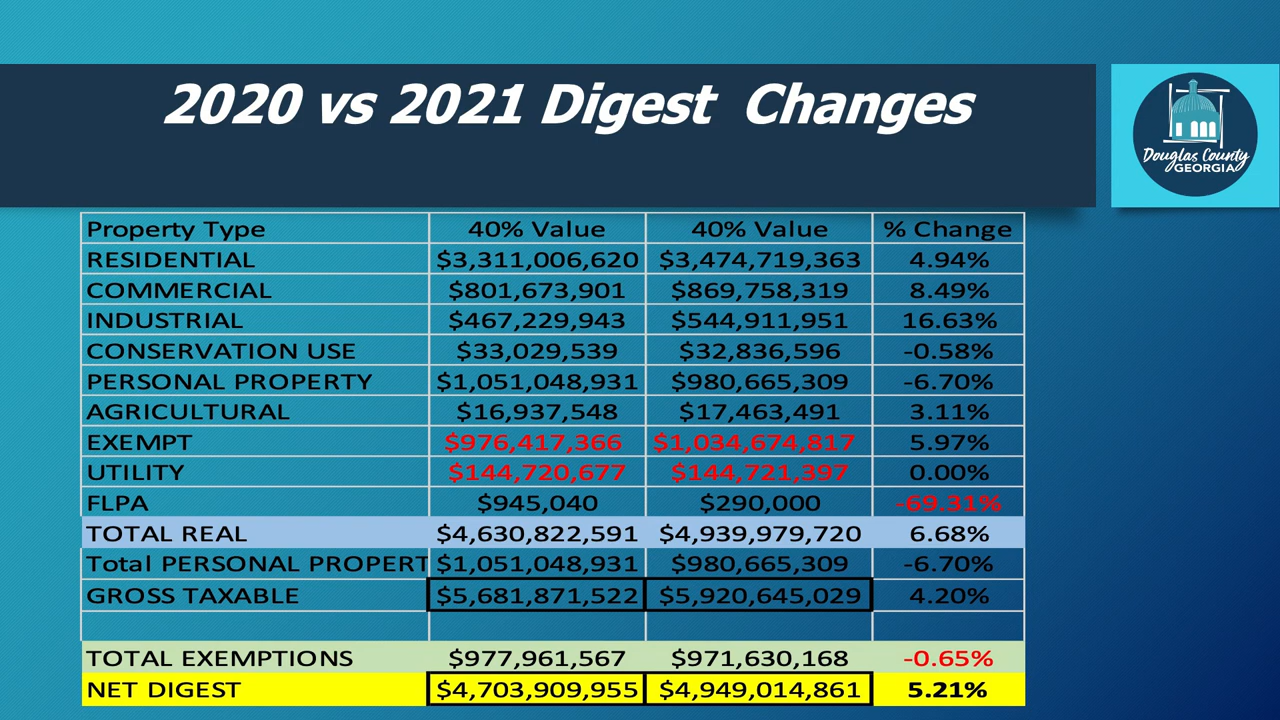 2020 vs 2021 Digest Changes
Douglas County
GEORGIA
Property Type 40% Value 40% Value % Change
RESIDENTIAL $3,311,006,620 $3,474,719,363 4.94%
COMMERCIAL $801,673,901 $869,758,319 8.49%
INDUSTRIAL $467,229,943 $544,911,951 16.63%
CONSERVATION USE $33,029,539 $32,836,596 -0.58%
PERSONAL PROPERTY $1,051,048,931 $980,665,309 -6.70%
AGRICULTURAL $16,937,548 $17,463,491 3.11%
EXEMPT $976,417,366 $1,034,674,817 5.97%
UTILITY $144,720,677 $144,721,397 0.00%
FLPA $945,040 $290,000 -69.31%
TOTAL REAL $4,630,822,591 $4,939,979,720 6.68%
Total PERSONAL PROPERT $1,051,048,931 $980,665,309 -6.70%
GROSS TAXABLE $5,681,871,522 $5,920,645,029 4.20%
TOTAL EXEMPTIONS $977,961,567 $971,630,168 -0.65%
NET DIGEST $4,703,909,955 $4,949,014,861 5.21%